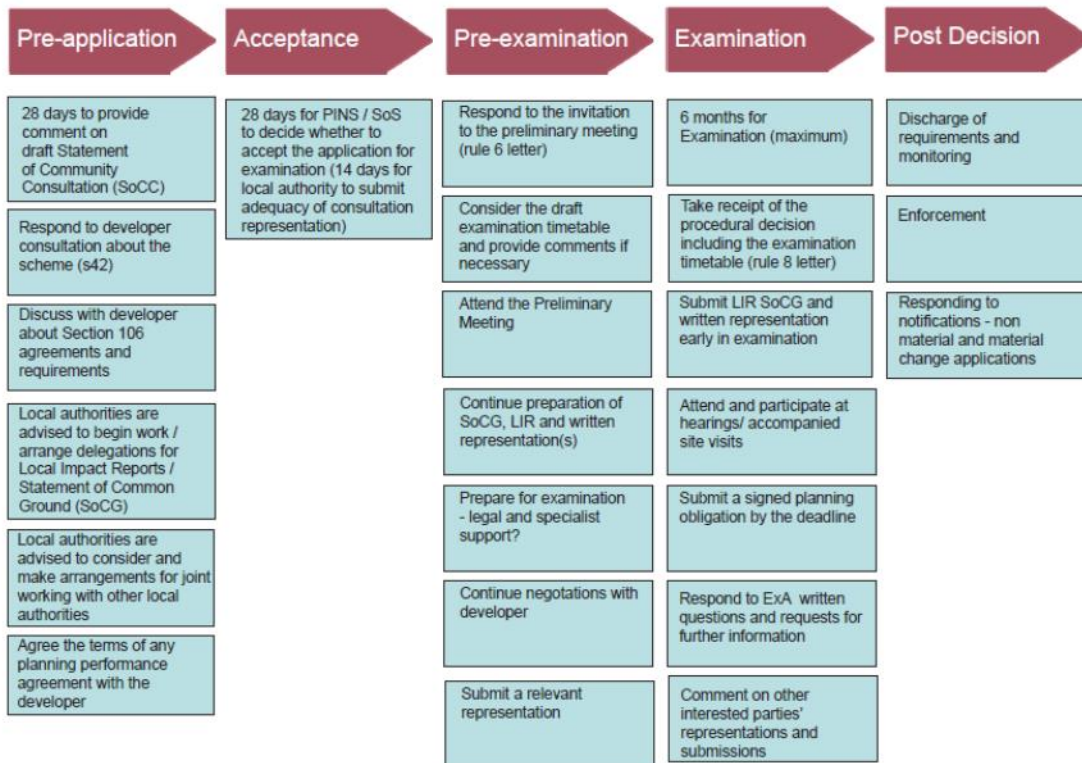 Pre-application
Acceptance
Pre-examination
Examination
Post Decision
28 days to provide
comment on
draft Statement
of Community
Consultation (SoCC)
Respond to developer
consultation about the
scheme (s42)
Discuss with developer
about Section 106
agreements and
requirements
Local authorities are
advised to begin work /
arrange delegations for
Local Impact Reports /
Statement of Common
Ground (SoCG)
Local authorities are
advised to consider and
make arrangements for joint
working with other local
authorities
Agree the terms of any
planning performance
agreement with the
developer
28 days for PINS / SoS
to decide whether to
accept the application for
examination (14 days for
local authority to submit
adequacy of consultation
representation)
Respond to the invitation
to the preliminary meeting
(rule 6 letter)
Consider the draft
examination timetable
and provide comments if
necessary
Attend the Preliminary
Meeting
Continue preparation of
SoCG, LIR and written
representation(s)
Prepare for examination
- legal and specialist
support?
Continue negotations with
developer
Submit a relevant
representation
6 months for
Examination (maximum)
Take receipt of the
procedural decision
including the examination
timetable (rule 8 letter)
Submit LIR SoCG and
written representation
early in examination
Attend and participate at
hearings/ accompanied
site visits
Submit a signed planning
obligation by the deadline
Respond to ExA written
questions and requests for
further information
Comment on other
interested parties'
representations and
submissions
Discharge of
requirements and
monitoring
Enforcement
Responding to
notifications - non
material and material
change applications